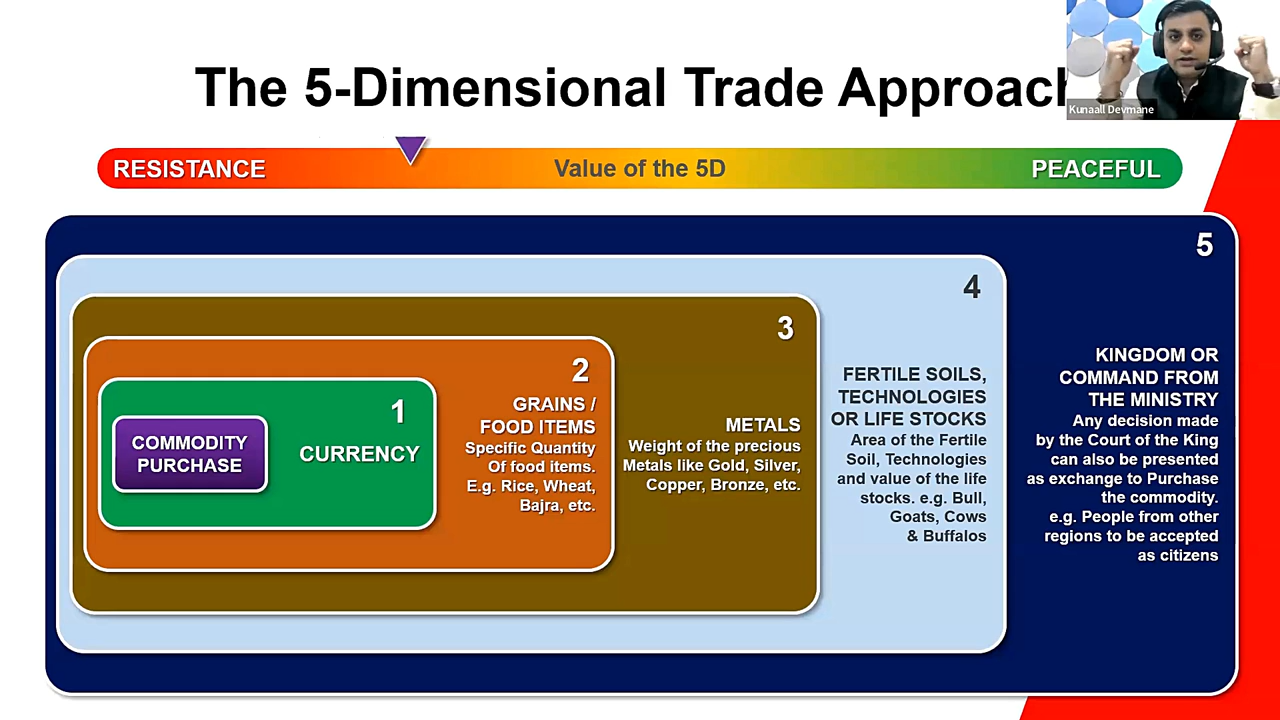 The 5-Dimensional Trade Approach
Kunaall Devmane
RESISTANCE
Value of the 5D
PEACEFUL
5
4
3
2
1
COMMODITY
PURCHASE
CURRENCY
GRAINS /
FOOD ITEMS
Specific Quantity
Of food items.
E.g. Rice, Wheat,
Bajra, etc.
METALS
Weight of the precious
Metals like Gold, Silver,
Copper, Bronze, etc.
FERTILE SOILS,
TECHNOLOGIES
OR LIFE STOCKS
Area of the Fertile
Soil, Technologies
and value of the life
stocks. e.g. Bull,
Goats, Cows
& Buffalos
KINGDOM OR
COMMAND FROM
THE MINISTRY
Any decision made
by the Court of the King
can also be presented
as exchange to Purchase
the commodity.
e.g. People from other
regions to be accepted
as citizens